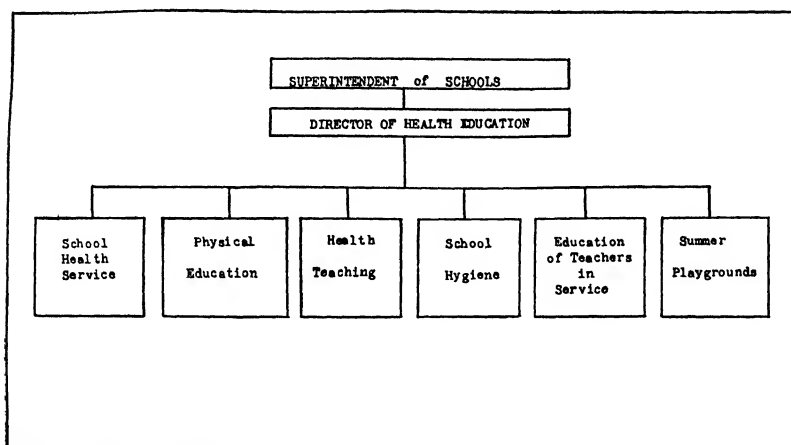 SUPERINTENDENT of SCHOOLS
DIRECTOR OF HEALTH EDUCATION
School
Health
Service
Physical
Education
Health
Teaching
School
Hygiene
Education
of Teachers
in
Service
Summer
Playgrounds